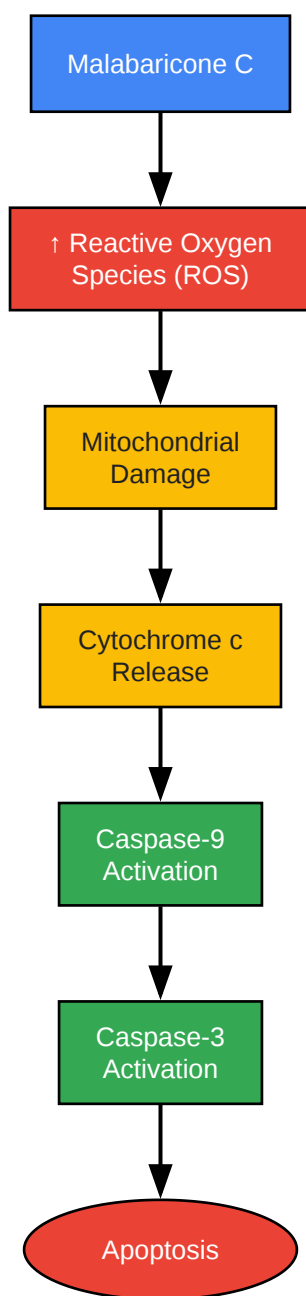 Malabaricone C
↑ Reactive Oxygen
Species (ROS)
Mitochondrial
Damage
Cytochrome c
Release
Caspase-9
Activation
Caspase-3
Activation
Apoptosis